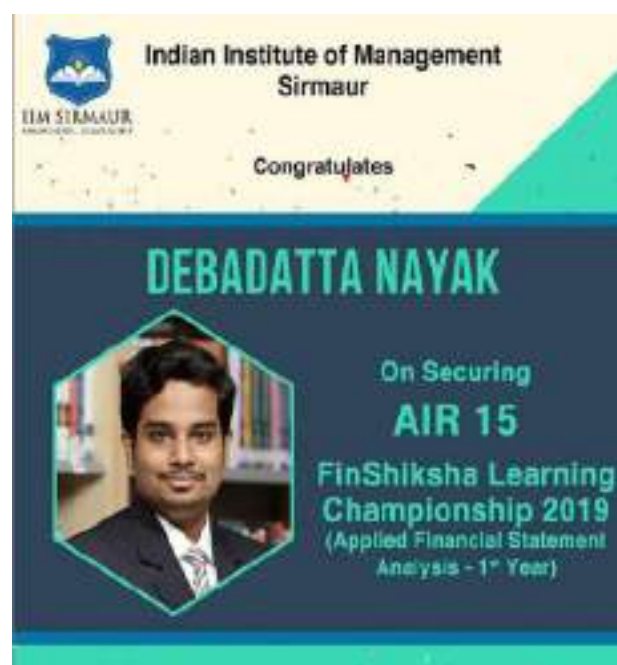 Indian Institute of Management
Sirmaur
IIM SIRMAUR
Congratulates
DEBADATTA NAYAK
On Securing
AIR 15
FinShiksha Learning
Championship 2019
(Applied Financial Statement
Analysis - 1st Year)